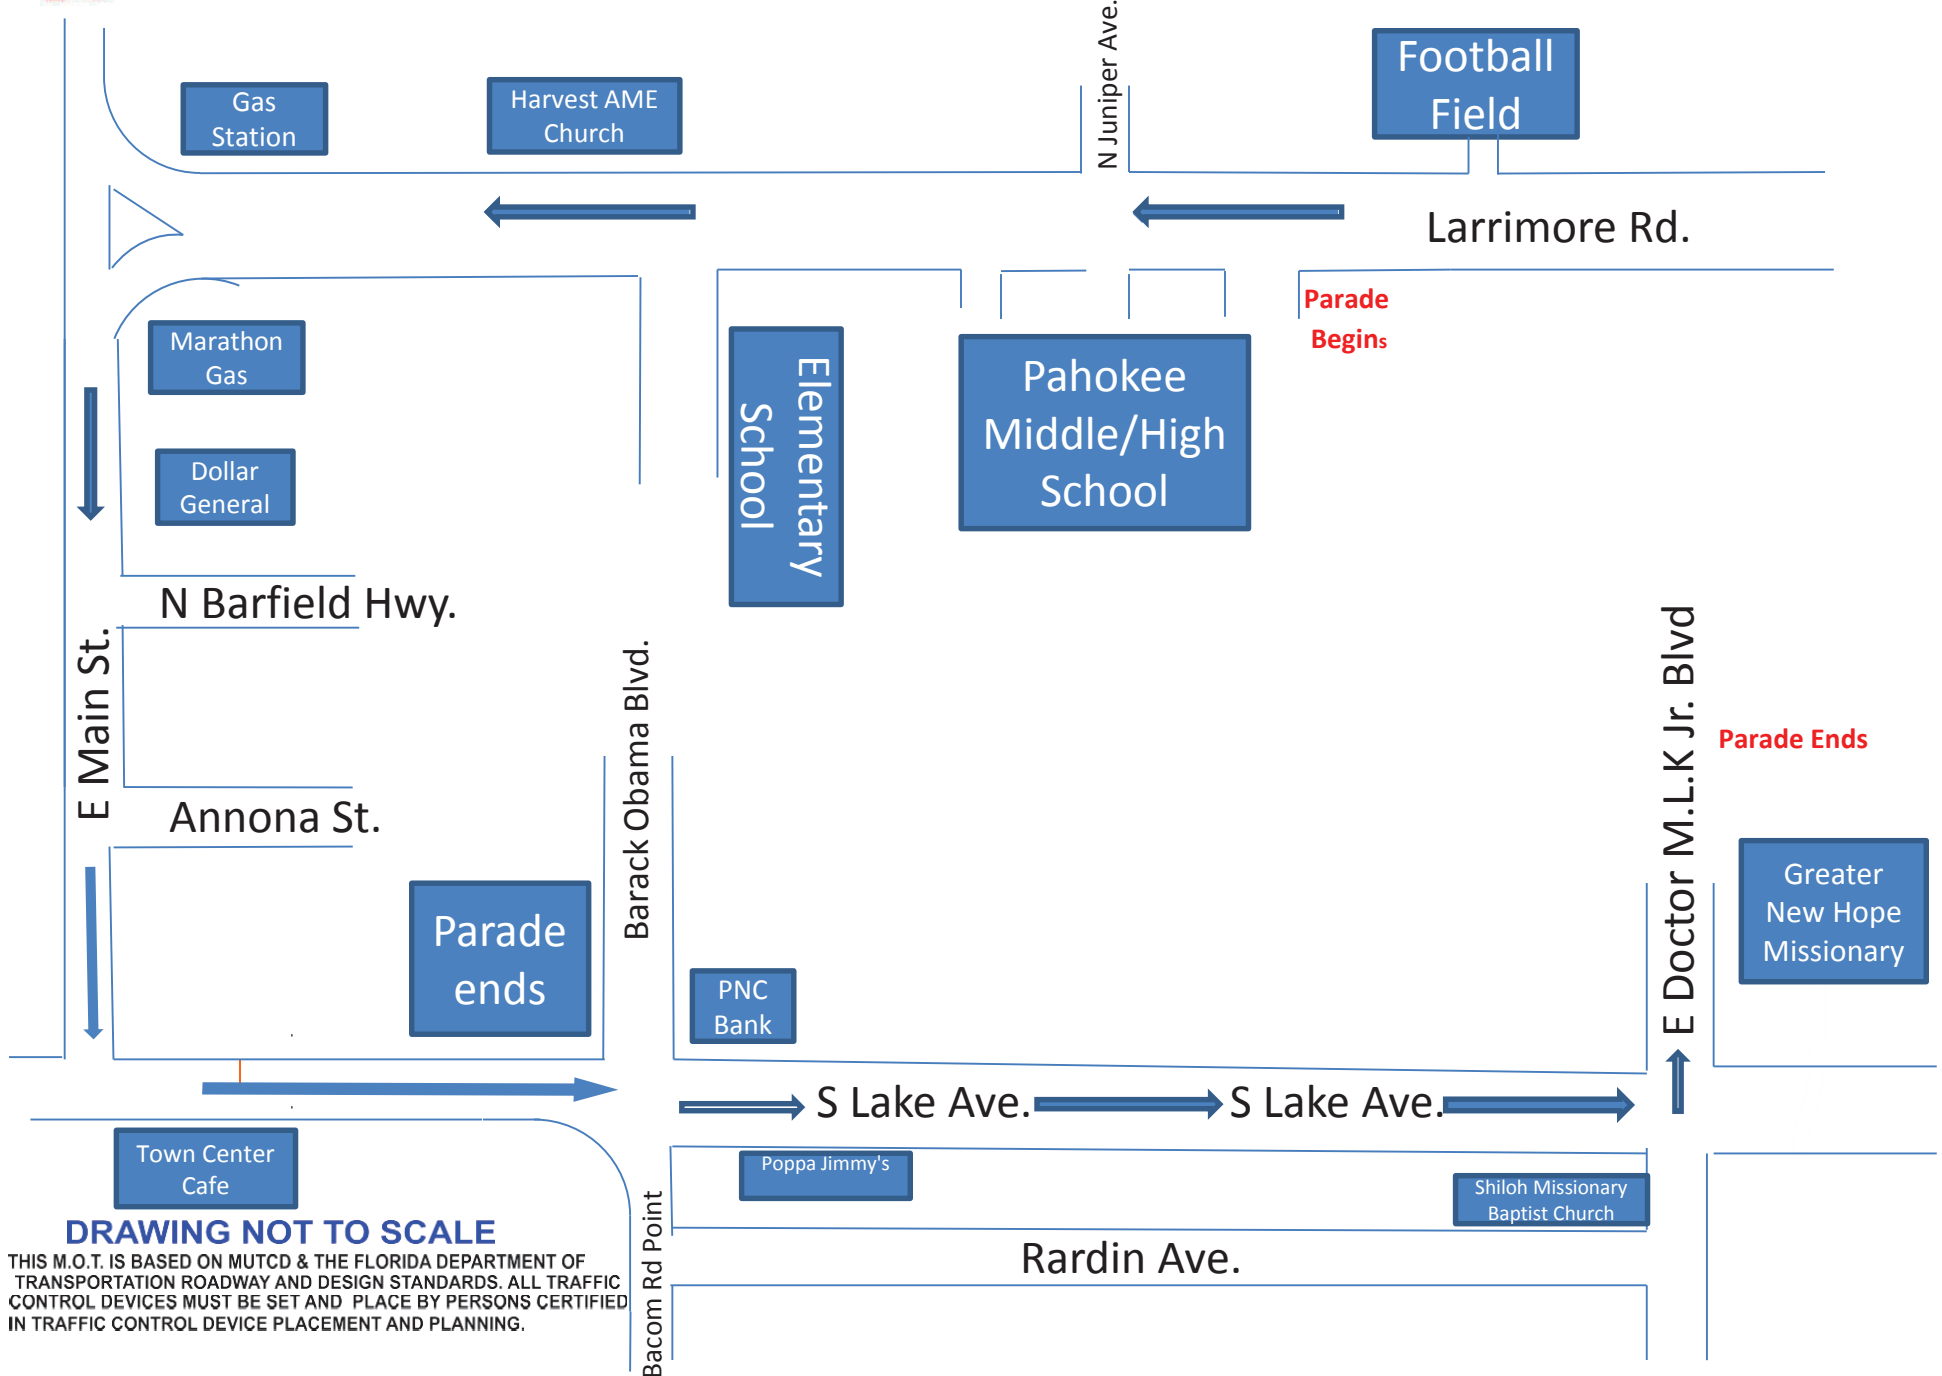 N Juniper Ave.
Football
Field
Gas
Station
Harvest AME
Church
Larrimore Rd.
Parade
Begins
Marathon
Gas
Elementary
School
Pahokee
Middle/High
School
Dollar
General
N Barfield Hwy.
E Main St.
Barack Obama Blvd.
E Doctor M.L.K Jr. Blvd
Parade Ends
Annona St.
Greater
New Hope
Missionary
Parade
ends
PNC
Bank
S Lake Ave.
S Lake Ave.
Town Center
Cafe
Poppa Jimmy's
Shiloh Missionary
Baptist Church
Bacom Rd Point
Rardin Ave.
DRAWING NOT TO SCALE
THIS M.O.T. IS BASED ON MUTCD & THE FLORIDA DEPARTMENT OF
TRANSPORTATION ROADWAY AND DESIGN STANDARDS. ALL TRAFFIC
CONTROL DEVICES MUST BE SET AND PLACE BY PERSONS CERTIFIED
IN TRAFFIC CONTROL DEVICE PLACEMENT AND PLANNING.